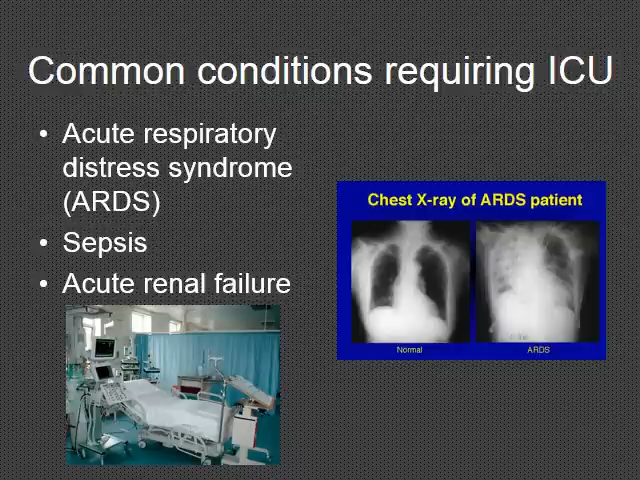 Common conditions requiring ICU
• Acute respiratory
distress syndrome
(ARDS)
• Sepsis
• Acute renal failure
Chest X-ray of ARDS patient
Normal
ARDS